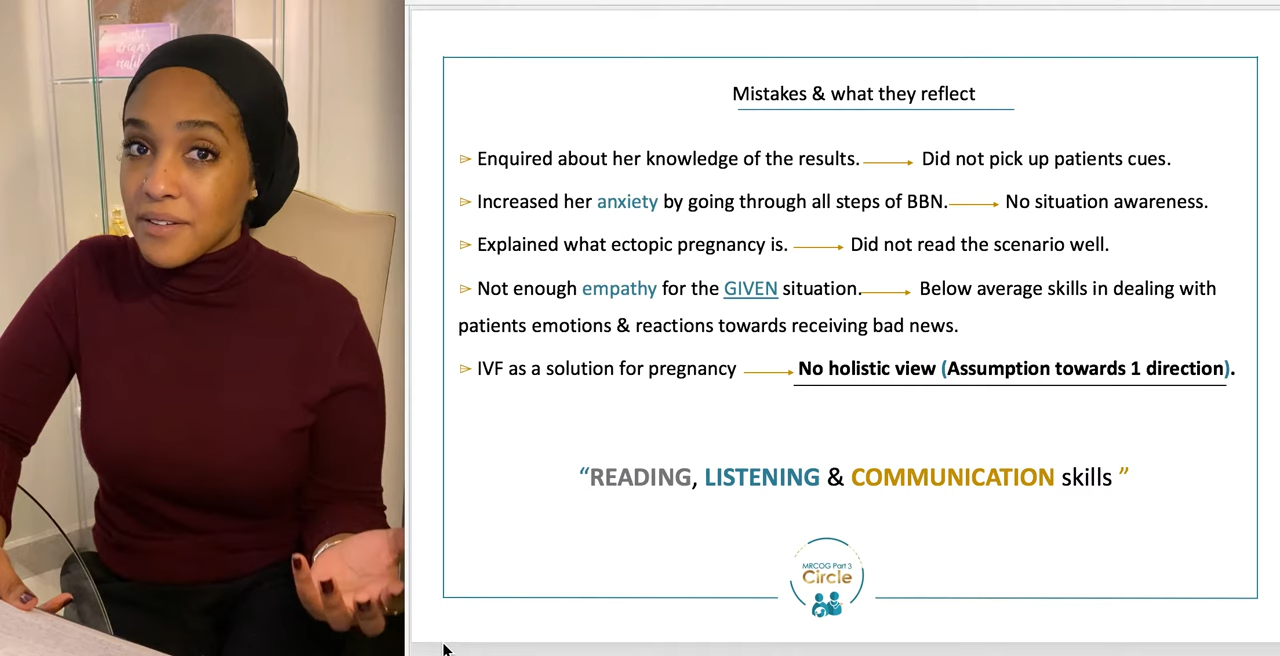 more
dreams
Mistakes & what they reflect
⊳ Enquired about her knowledge of the results. → Did not pick up patients cues.
⊳ Increased her anxiety by going through all steps of BBN. → No situation awareness.
⊳ Explained what ectopic pregnancy is. → Did not read the scenario well.
⊳ Not enough empathy for the GIVEN situation. → Below average skills in dealing with
patients emotions & reactions towards receiving bad news.
⊳ IVF as a solution for pregnancy → No holistic view (Assumption towards 1 direction).
“READING, LISTENING & COMMUNICATION skills ”
MRCOG Part 3
Circle